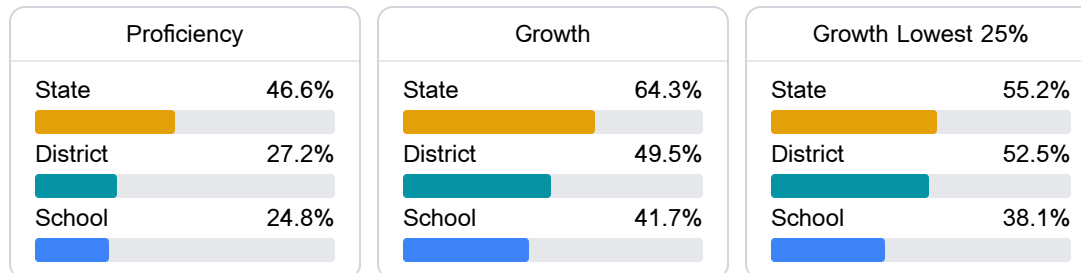 Proficiency
State 46.6%
District 27.2%
School 24.8%
Growth
State 64.3%
District 49.5%
School 41.7%
Growth Lowest 25%
State 55.2%
District 52.5%
School 38.1%